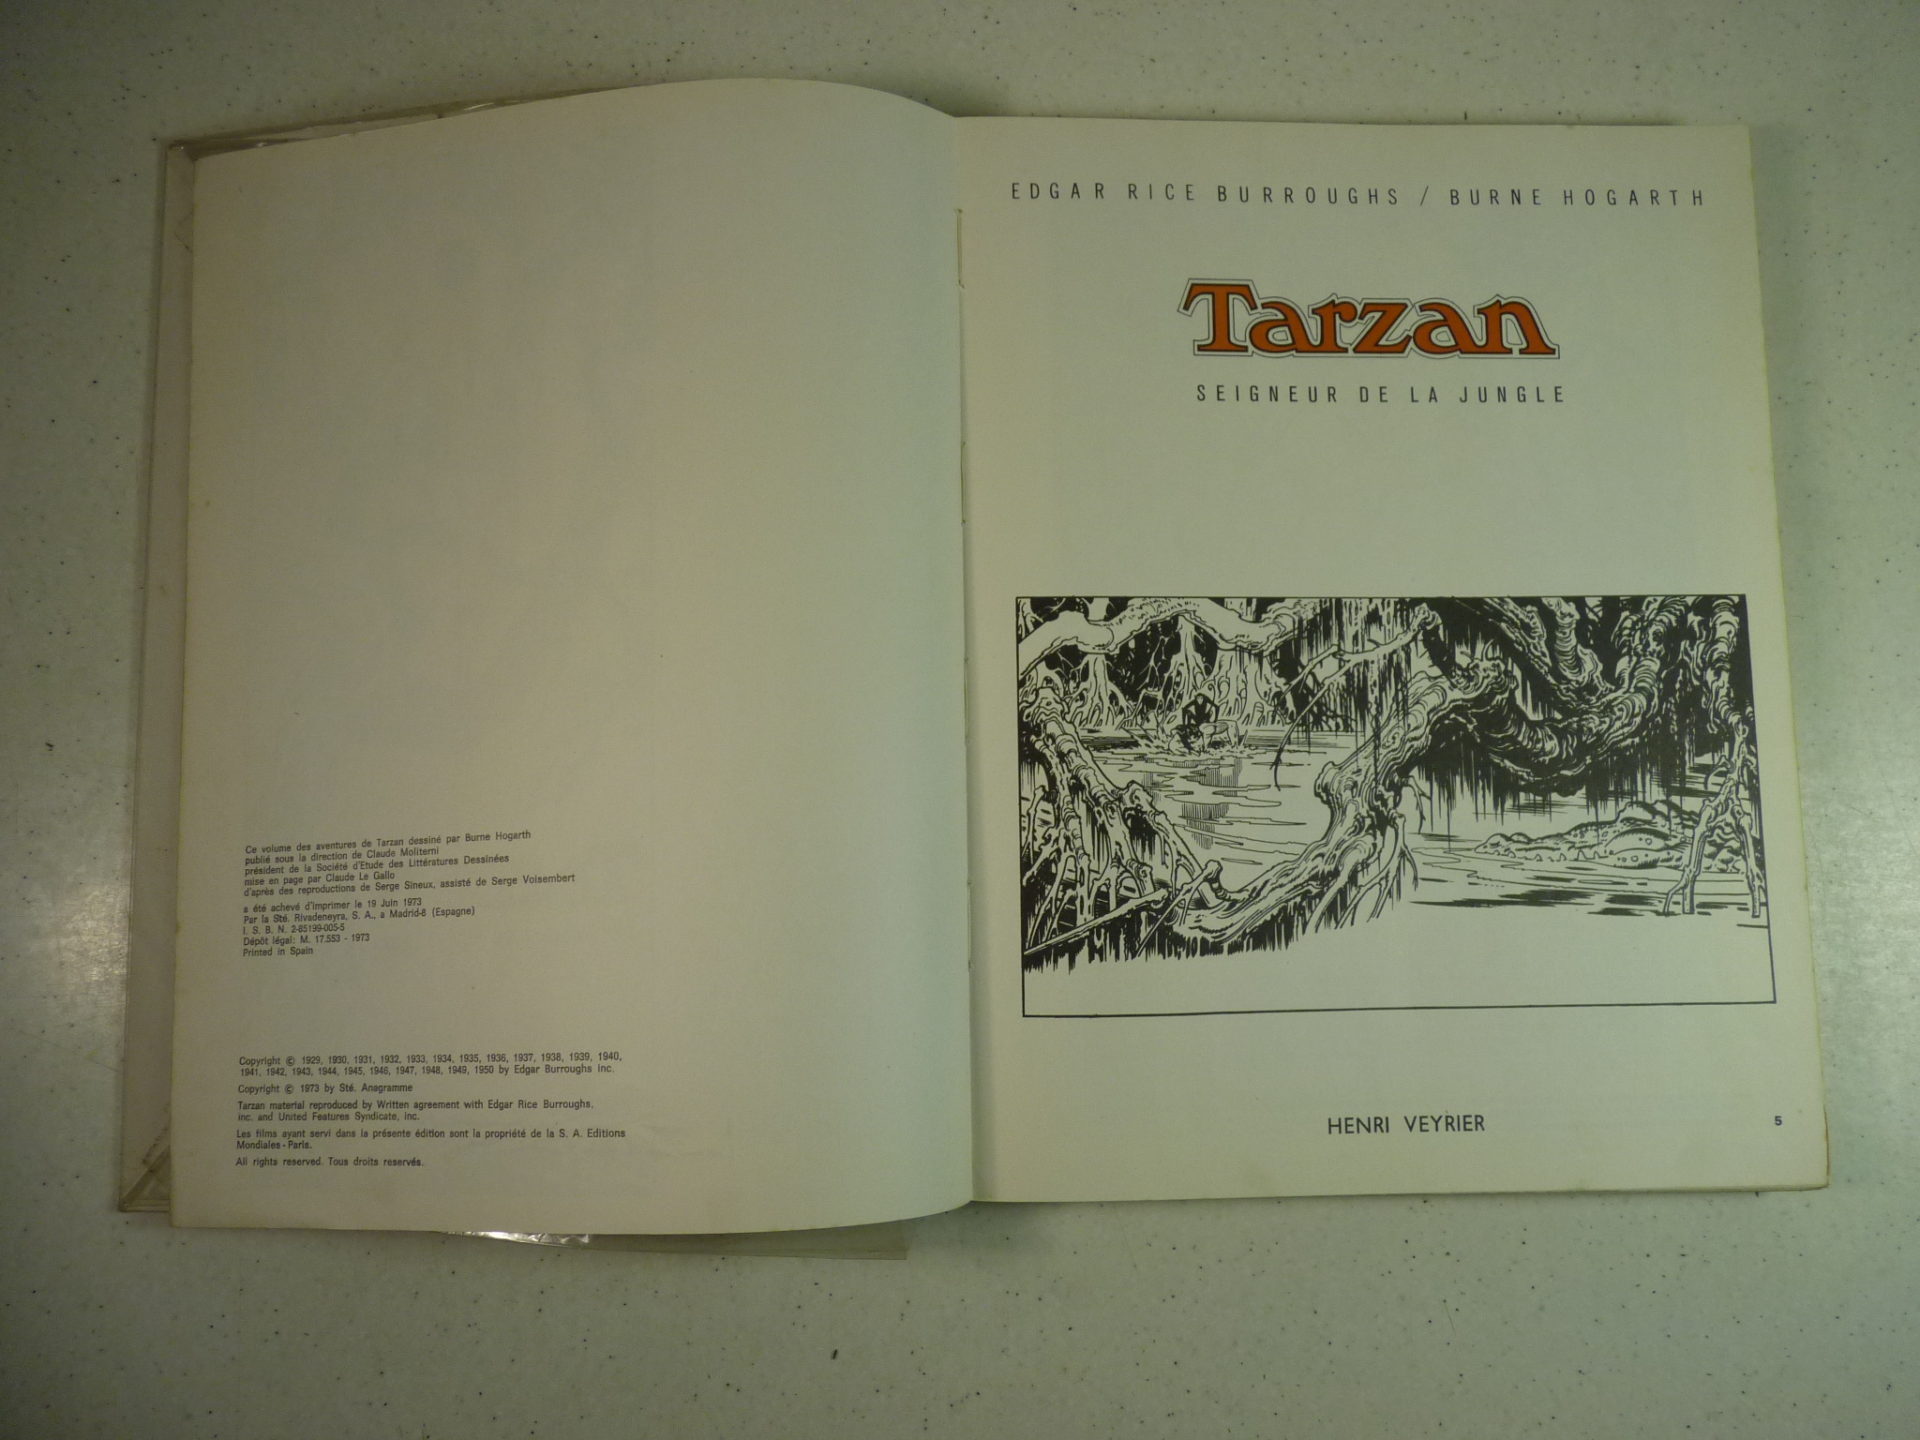 Ce volume des aventures de Tarzan dessiné par Burne Hogarth
publié sous la direction de Claude Moliterni
président de la Société d'Etude des Littératures Dessinées
mise en page par Claude Le Gallo
d'après des reproductions de Serge Sineux, assisté de Serge Voisembert
a été achevé d'imprimer le 19 Juin 1973
Par la Sté. Rivadeneyra, S. A., a Madrid-8 (Espagne)
I. S. B. N. 2-85199-005-5
Dépôt légal: M. 17.553 - 1973
Printed in Spain
Copyright © 1929, 1930, 1931, 1932, 1933, 1934, 1935, 1936, 1937, 1938, 1939, 1940,
1941, 1942, 1943, 1944, 1945, 1946, 1947, 1948, 1949, 1950 by Edgar Burroughs Inc.
Copyright © 1973 by Sté. Anagramme
Tarzan material reproduced by Written agreement with Edgar Rice Burroughs,
inc. and United Features Syndicate, inc.
Les films ayant servi dans la présente édition sont la propriété de la S. A. Editions
Mondiales - Paris.
All rights reserved. Tous droits reservés.
EDGAR RICE BURROUGHS / BURNE HOGARTH
Tarzan
SEIGNEUR DE LA JUNGLE
HENRI VEYRIER
5